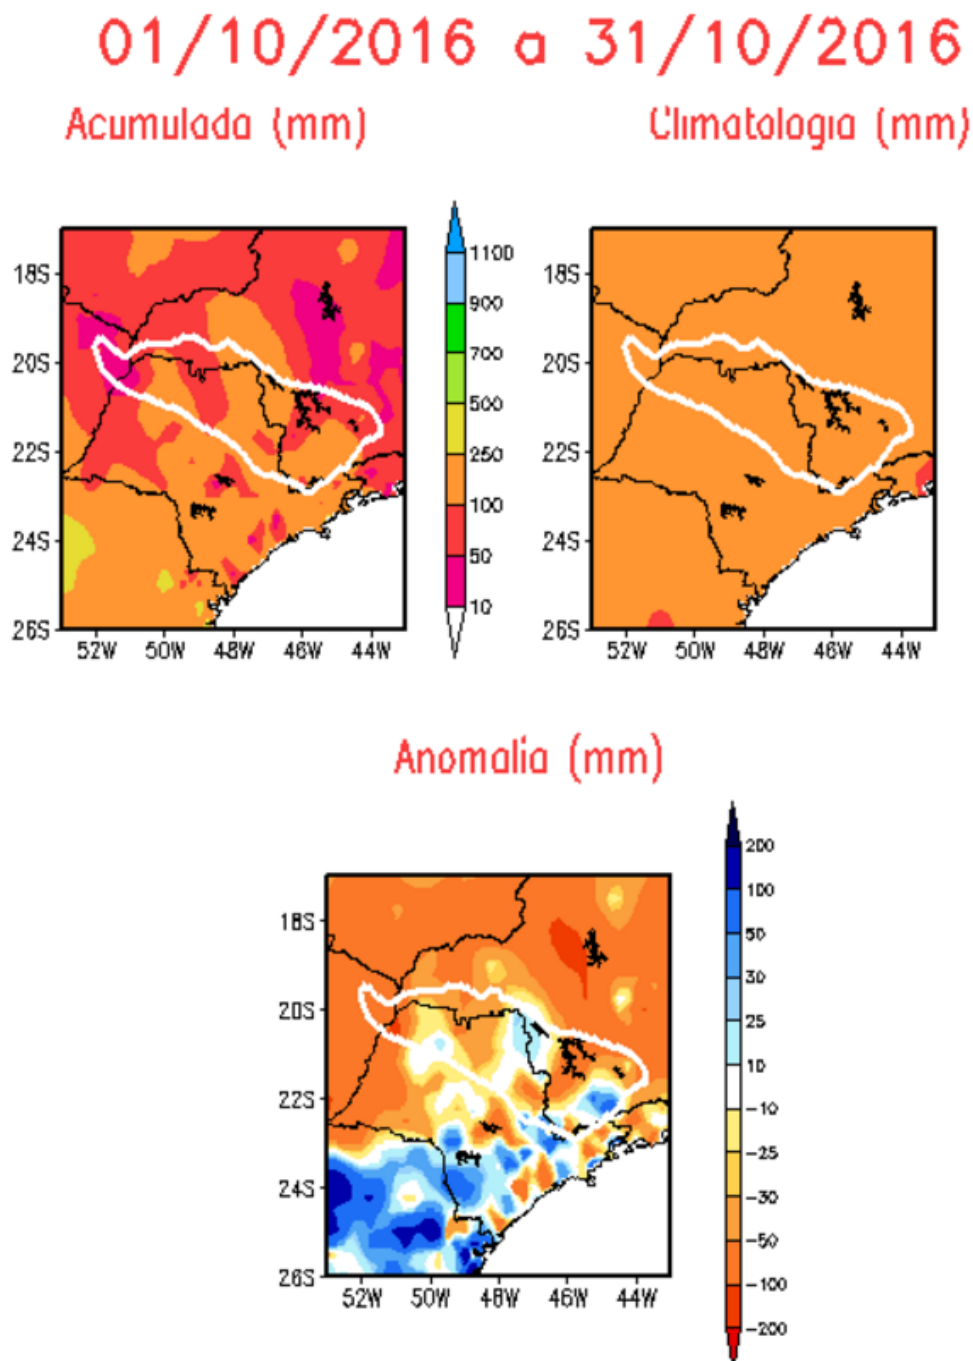 01/10/2016 a 31/10/2016
Acumulada (mm)
Climatologia (mm)
18S
20S
22S
24S
26S
52W 50W 48W 46W 44W
1100
900
700
500
250
100
50
10
18S
20S
22S
24S
26S
52W 50W 48W 46W 44W
Anomalia (mm)
18S
20S
22S
24S
26S
52W 50W 48W 46W 44W
200
100
50
30
25
10
-10
-25
-30
-50
-100
-200